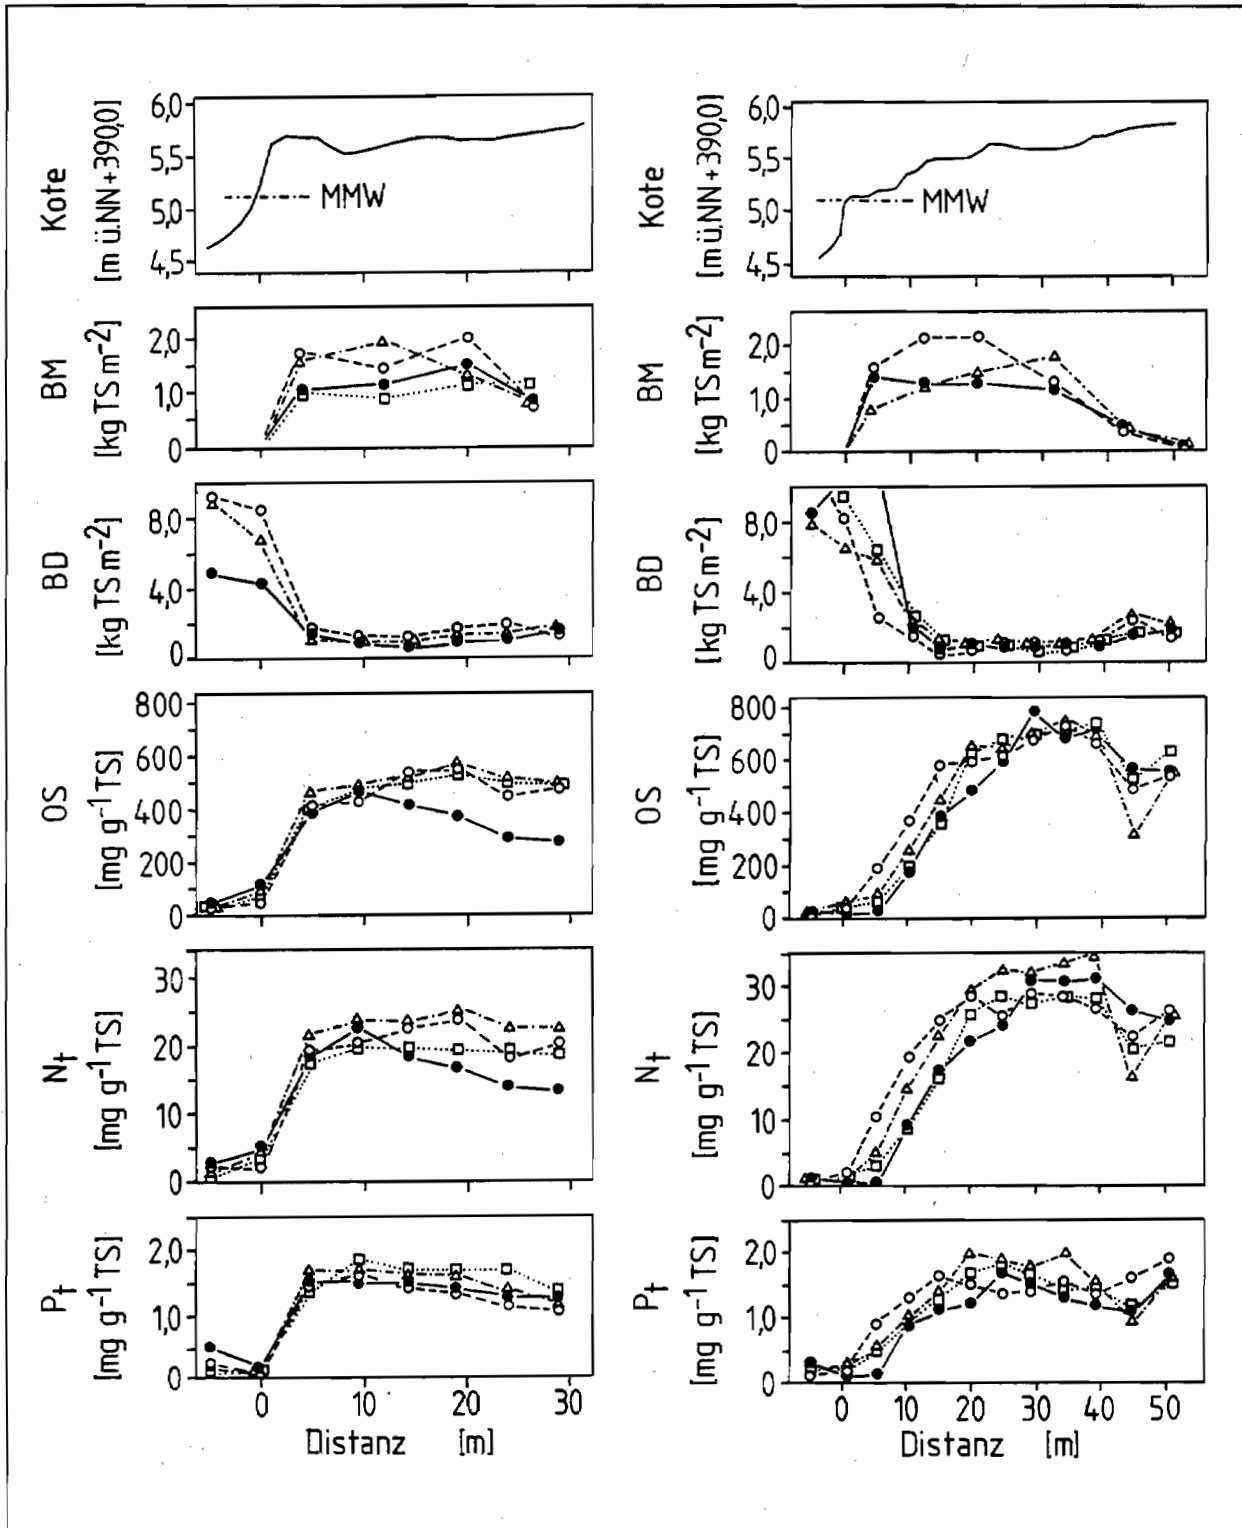 Kote
[m ü.NN+390,0]
6,0
5,5
5,0
4,5
MMW
Kote
[m ü.NN+390,0]
6,0
5,5
5,0
4,5
MMW
BM
[kg TS m-2]
2,0
1,0
0
BM
[kg TS m-2]
2,0
1,0
0
BD
[kg TS m-2]
8,0
4,0
0
BD
[kg TS m-2]
8,0
4,0
0
OS
[mg g-1 TS]
800
600
400
200
0
OS
[mg g-1 TS]
800
600
400
200
0
Nt
[mg g-1 TS]
30
20
10
0
Nt
[mg g-1 TS]
30
20
10
0
Pt
[mg g-1 TS]
2,0
1,0
0
Pt
[mg g-1 TS]
2,0
1,0
0
0 10 20 30
Distanz [m]
0 10 20 30 40 50
Distanz [m]